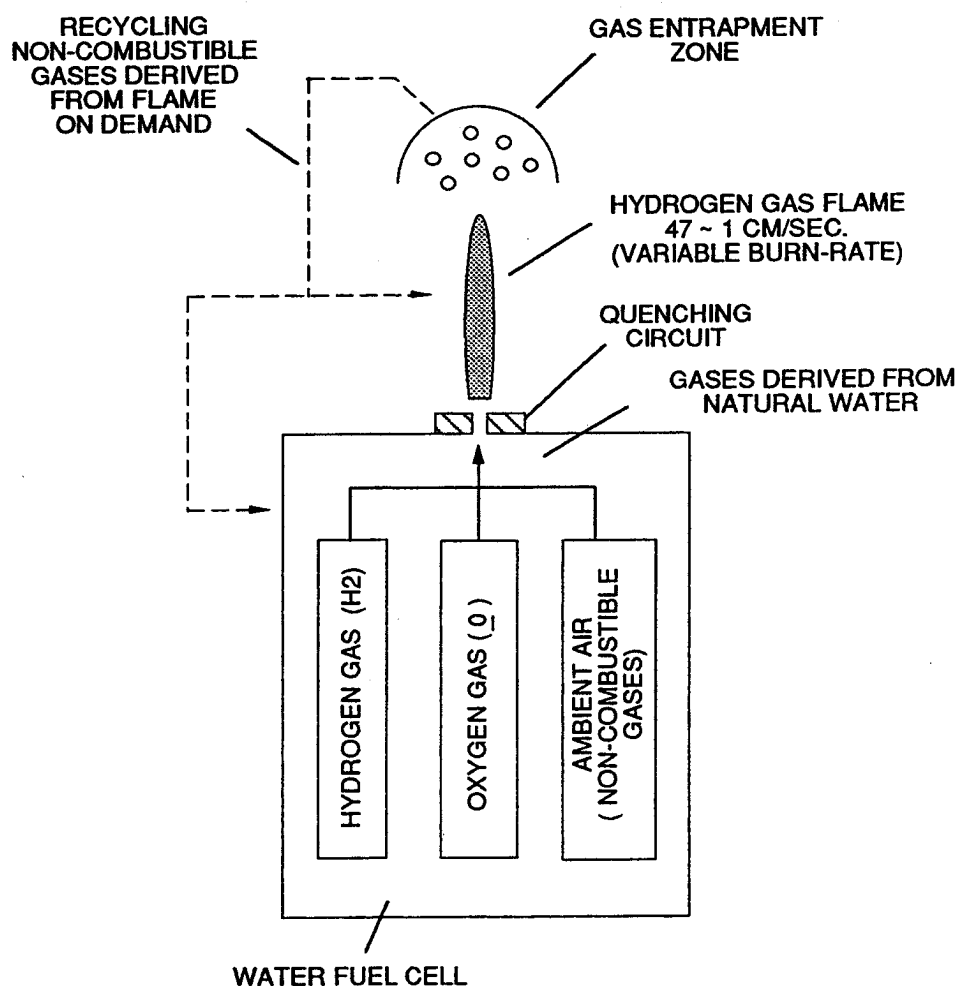 RECYCLING
NON-COMBUSTIBLE
GASES DERIVED
FROM FLAME
ON DEMAND
GAS ENTRAPMENT
ZONE
HYDROGEN GAS FLAME
47 ~ 1 CM/SEC.
(VARIABLE BURN-RATE)
QUENCHING
CIRCUIT
GASES DERIVED FROM
NATURAL WATER
HYDROGEN GAS (H2)
OXYGEN GAS (0)
AMBIENT AIR
( NON-COMBUSTIBLE
GASES)
WATER FUEL CELL